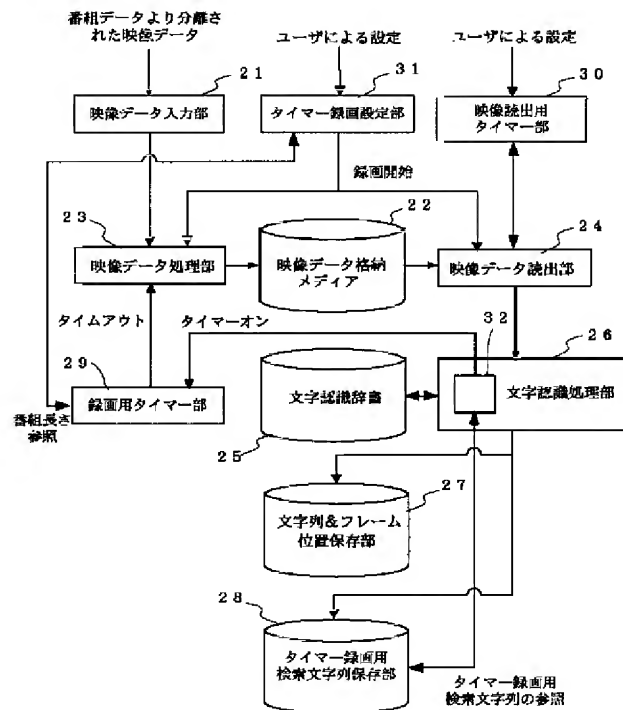 番組データより分離さ
れた映像データ
ユーザによる設定
ユーザによる設定
21
31
30
映像データ入力部
タイマー録画設定部
映像読出用
タイマー部
録画開始
23
22
24
映像データ処理部
映像データ格納
メディア
映像データ読出部
タイムアウト
タイマーオン
32
26
29
録画用タイマー部
文字認識辞書
文字認識処理部
番組長さ
参照
25
27
文字列&フレーム
位置保存部
28
タイマー録画用
検索文字列保存部
タイマー録画用
検索文字列の参照